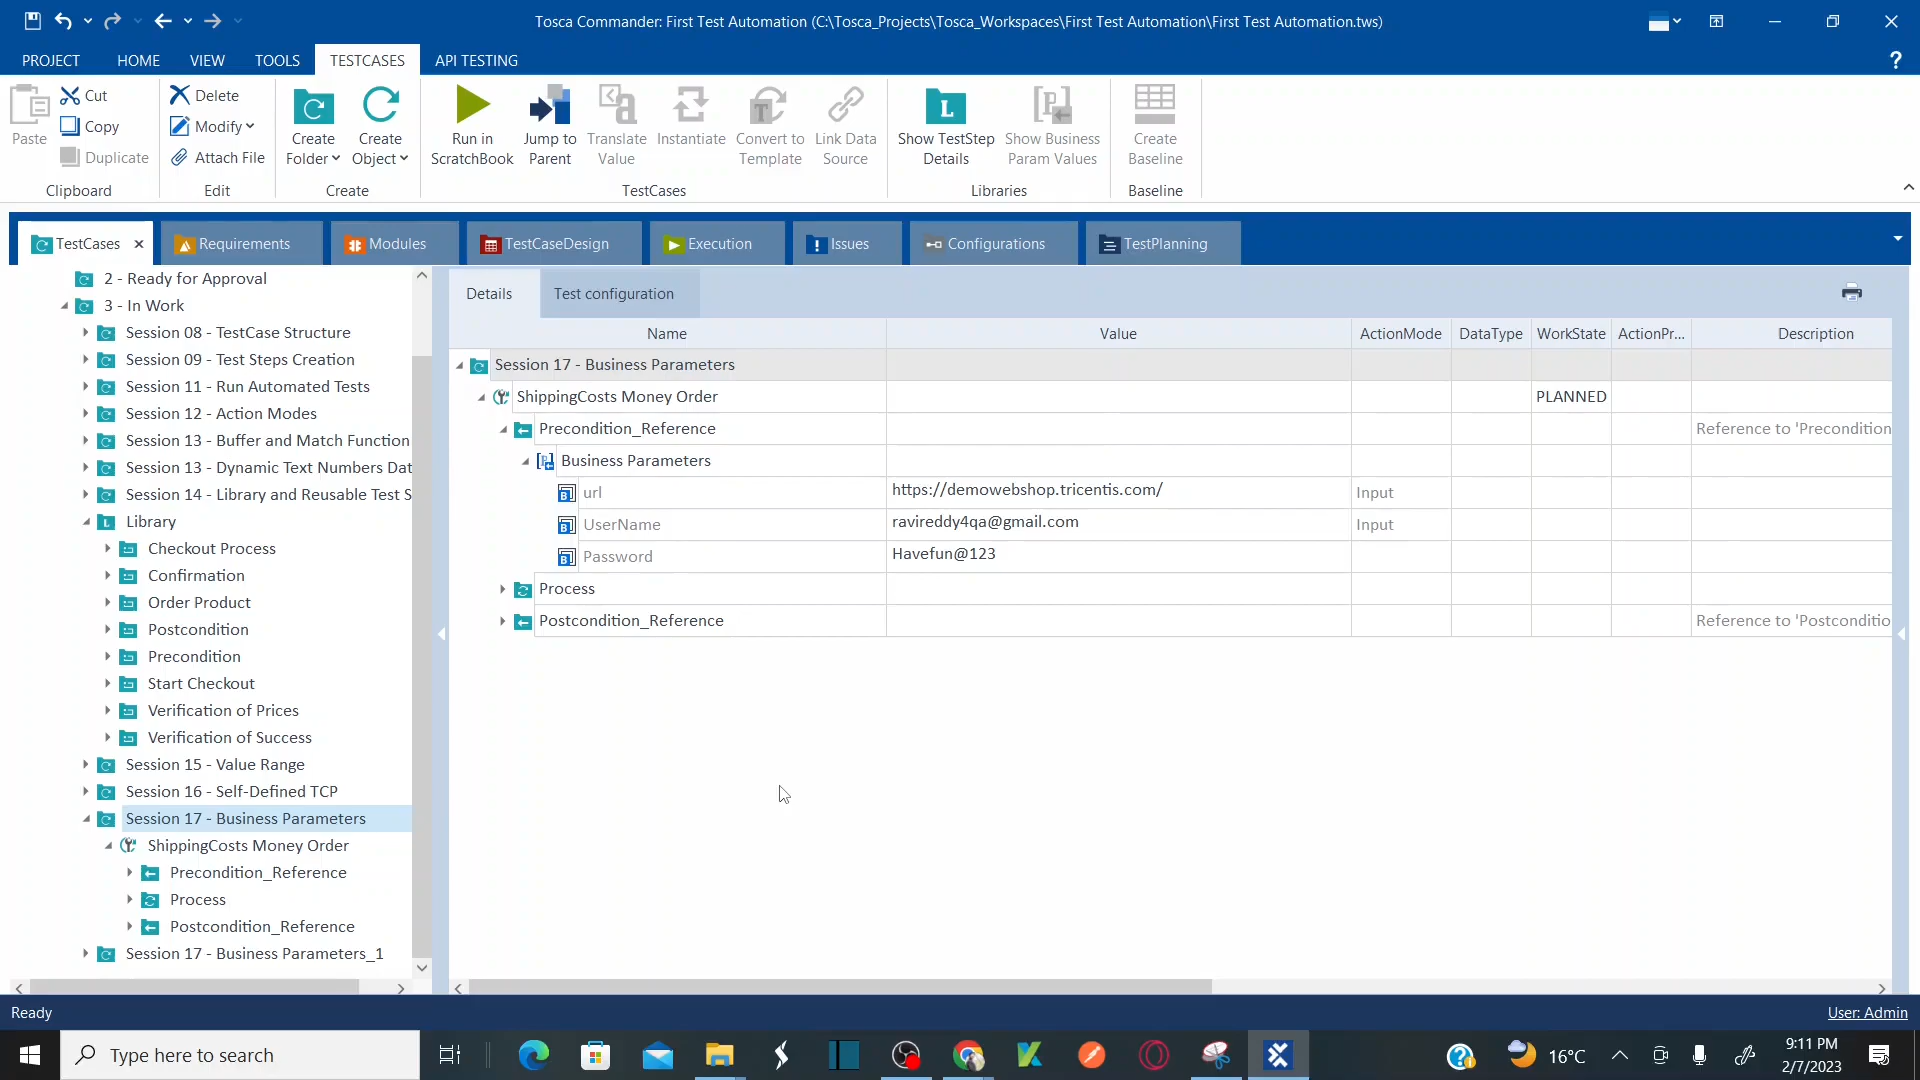 Tosca Commander: First Test Automation (C:\Tosca_Projects\Tosca_Workspaces\First Test Automation\First Test Automation.tws)
PROJECT HOME VIEW TOOLS TESTCASES API TESTING ?
Paste
Cut
Copy
Duplicate
Clipboard
Delete
Modify
Attach File
Edit
Create Folder
Create Object
Create
Run in ScratchBook
Jump to Parent
Translate Value
Instantiate
Convert to Template
Link Data Source
TestCases
Show TestStep Details
Show Business Param Values
Libraries
Create Baseline
Baseline
TestCases Requirements Modules TestCaseDesign Execution Issues Configurations TestPlanning
2 - Ready for Approval
3 - In Work
Session 08 - TestCase Structure
Session 09 - Test Steps Creation
Session 11 - Run Automated Tests
Session 12 - Action Modes
Session 13 - Buffer and Match Function
Session 13 - Dynamic Text Numbers Dat
Session 14 - Library and Reusable Test S
Library
Checkout Process
Confirmation
Order Product
Postcondition
Precondition
Start Checkout
Verification of Prices
Verification of Success
Session 15 - Value Range
Session 16 - Self-Defined TCP
Session 17 - Business Parameters
ShippingCosts Money Order
Precondition_Reference
Process
Postcondition_Reference
Session 17 - Business Parameters_1
Details Test configuration
Name Value ActionMode DataType WorkState ActionPr... Description
Session 17 - Business Parameters
ShippingCosts Money Order PLANNED
Precondition_Reference Reference to 'Precondition
Business Parameters
url https://demowebshop.tricentis.com/ Input
UserName ravireddy4qa@gmail.com Input
Password Havefun@123
Process
Postcondition_Reference Reference to 'Postconditio
Ready User: Admin
Type here to search
16°C
9:11 PM
2/7/2023